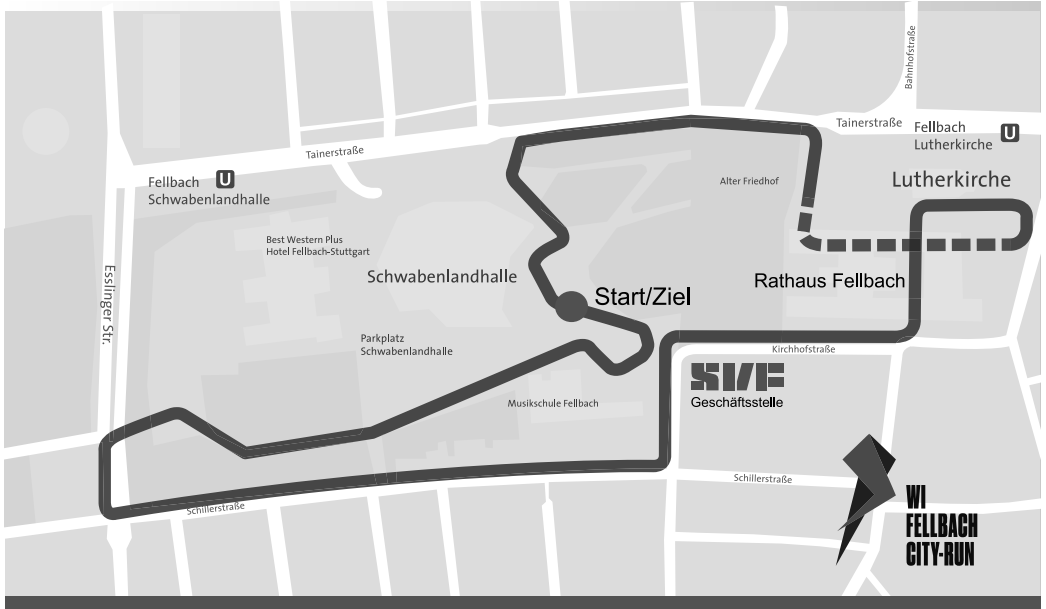 Bahnhofstraße
Tainerstraße
Fellbach U
Lutherkirche
Tainerstraße
Fellbach U
Schwabenlandhalle
Alter Friedhof
Lutherkirche
Best Western Plus
Hotel Fellbach-Stuttgart
Schwabenlandhalle
Rathaus Fellbach
Esslinger Str.
Start/Ziel
Parkplatz
Schwabenlandhalle
Kirchhofstraße
SVF
Geschäftsstelle
Musikschule Fellbach
Schillerstraße
Schillerstraße
WI
FELLBACH
CITY-RUN